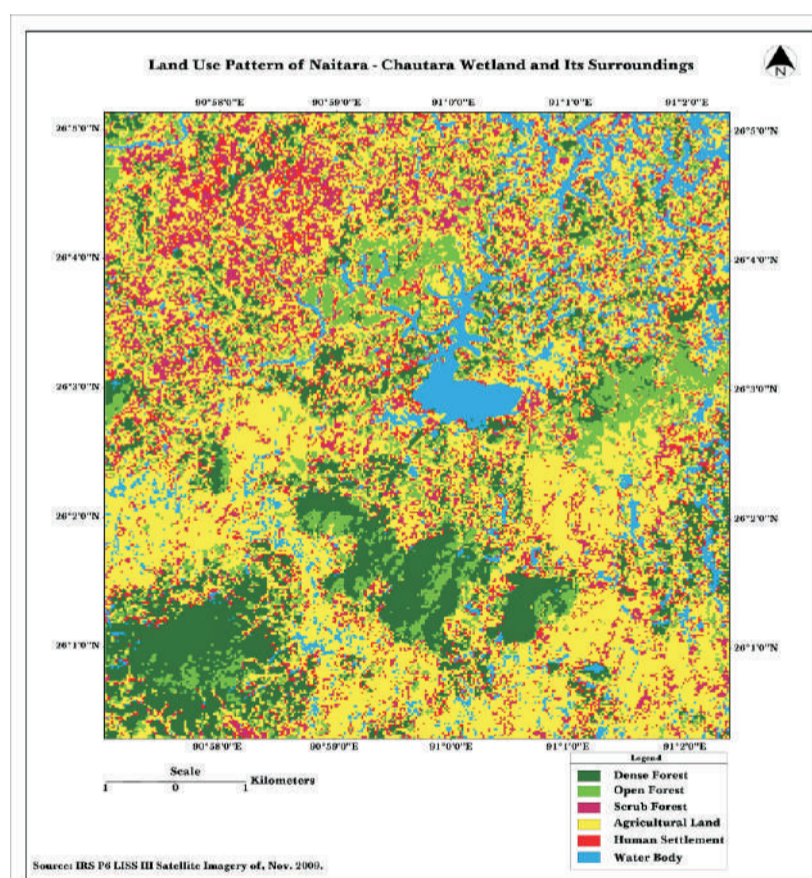 Land Use Pattern of Naitara - Chautara Wetland and Its Surroundings
N
90°58'0"E 90°59'0"E 91°0'0"E 91°1'0"E 91°2'0"E
26°5'0"N 26°5'0"N
26°4'0"N 26°4'0"N
26°3'0"N 26°3'0"N
26°2'0"N 26°2'0"N
26°1'0"N 26°1'0"N
90°58'0"E 90°59'0"E 91°0'0"E 91°1'0"E 91°2'0"E
Scale
1 0 1 Kilometers
Legend
Dense Forest
Open Forest
Scrub Forest
Agricultural Land
Human Settlement
Water Body
Source: IRS P6 LISS III Satellite Imagery of, Nov. 2009.